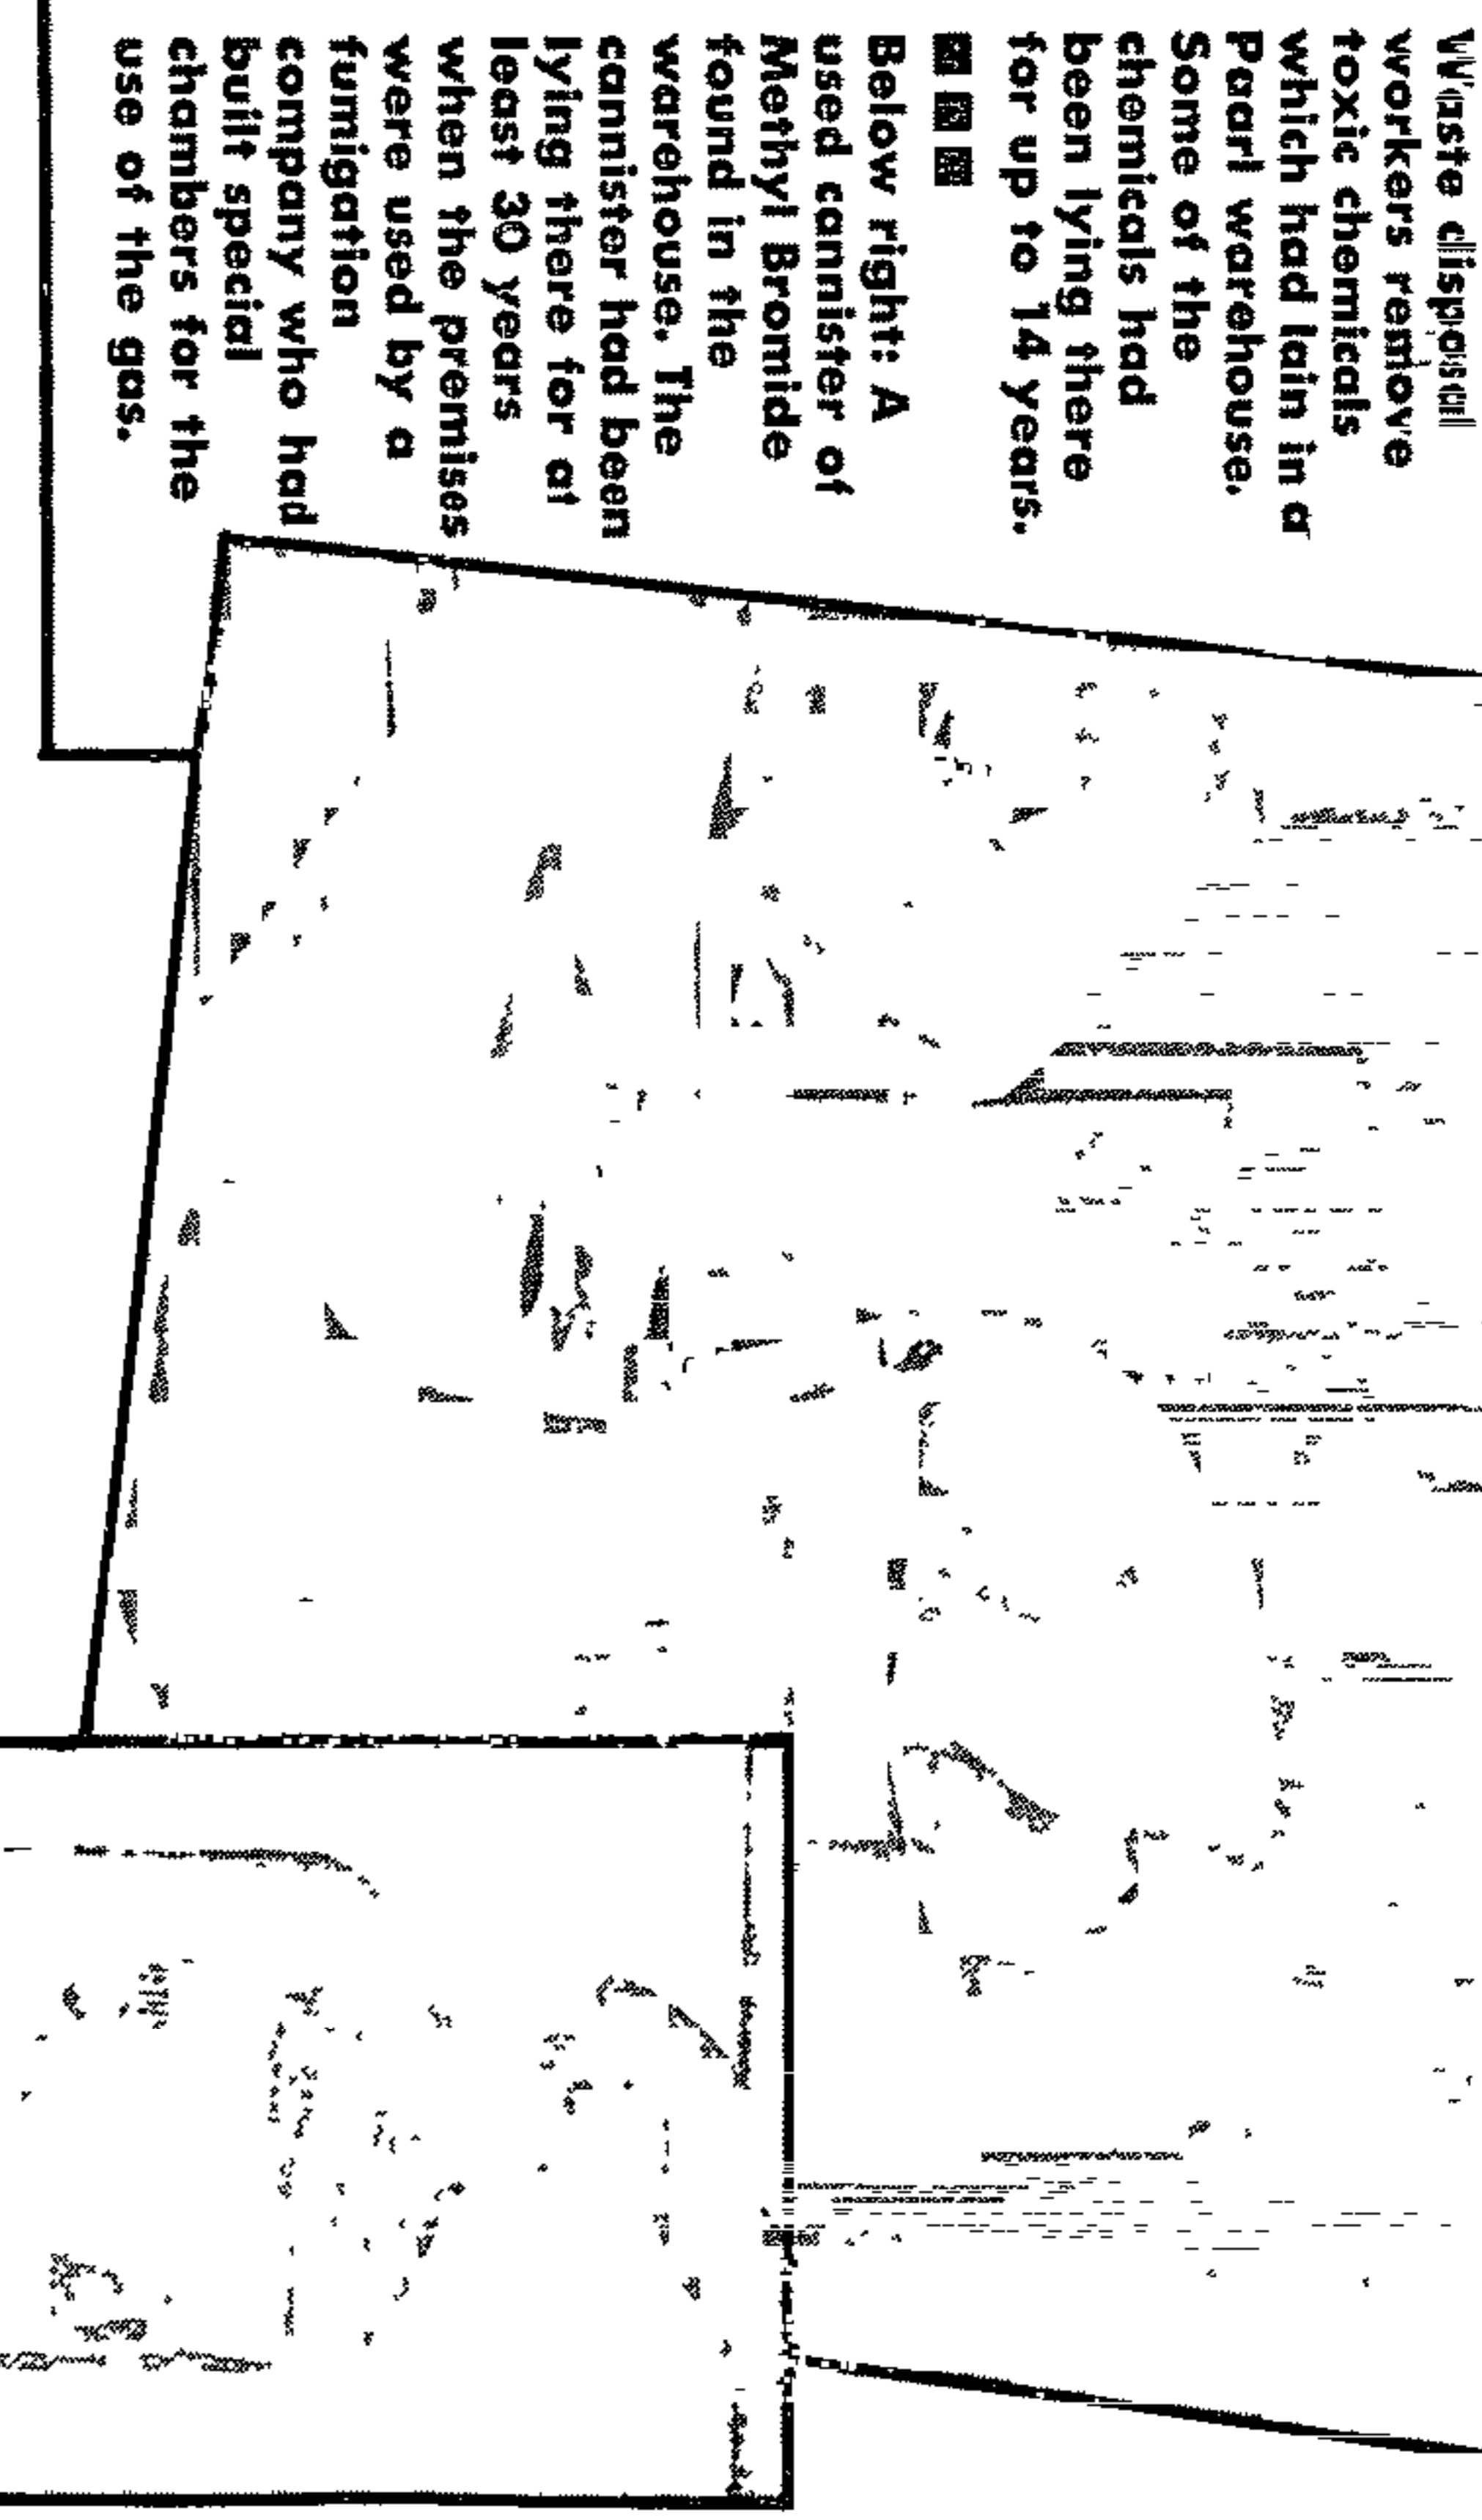 Waste disposal
workers remove
toxic chemicals
which had lain in a
Paarl warehouse.
Some of the
chemicals had
been lying there
for up to 14 years.
Below right: A
used cannister of
Methyl Bromide
found in the
warehouse. The
cannister had been
lying there for at
least 30 years
when the premises
were used by a
fumigation
company who had
built special
chambers for the
use of the gas.